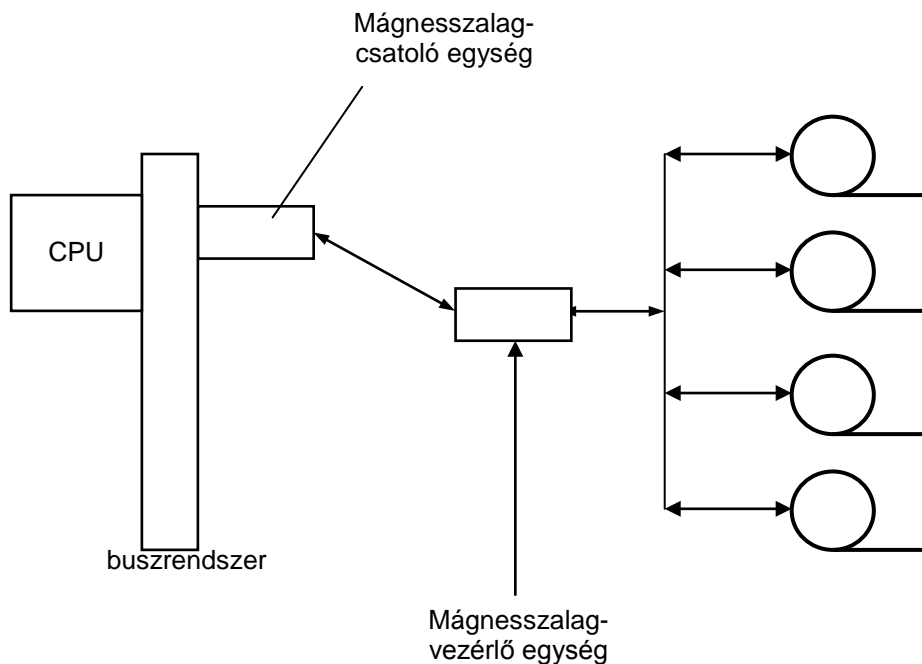 Mágnesszalag-
csatoló egység
CPU
buszrendszer
Mágnesszalag-
vezérlő egység